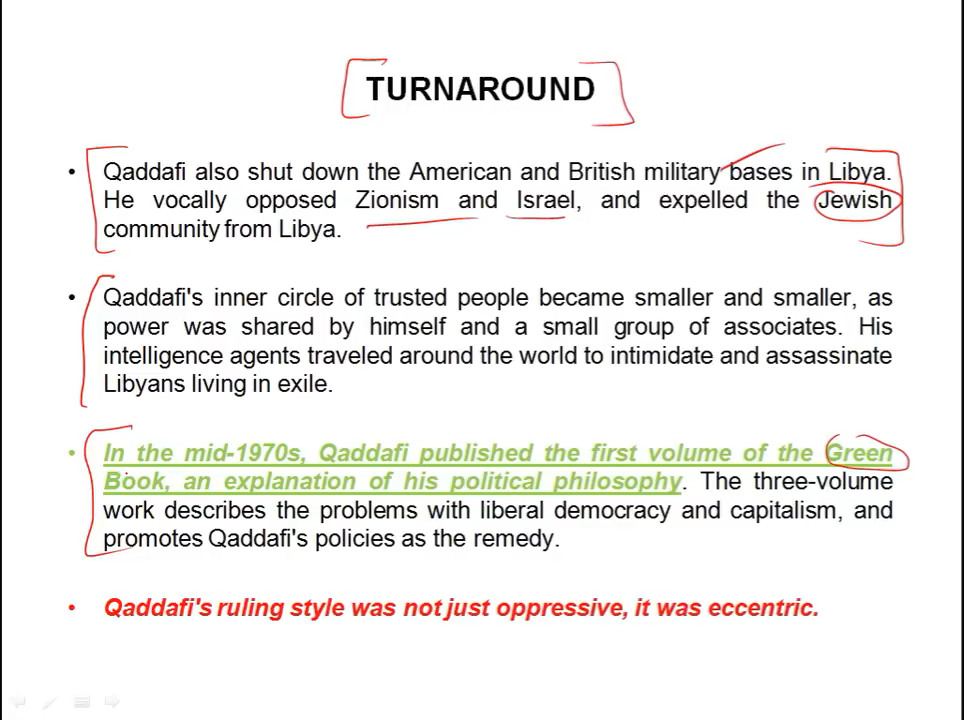 TURNAROUND
• Qaddafi also shut down the American and British military bases in Libya.
He vocally opposed Zionism and Israel, and expelled the Jewish
community from Libya.
• Qaddafi's inner circle of trusted people became smaller and smaller, as
power was shared by himself and a small group of associates. His
intelligence agents traveled around the world to intimidate and assassinate
Libyans living in exile.
• In the mid-1970s, Qaddafi published the first volume of the Green
Book, an explanation of his political philosophy. The three-volume
work describes the problems with liberal democracy and capitalism, and
promotes Qaddafi's policies as the remedy.
• Qaddafi's ruling style was not just oppressive, it was eccentric.